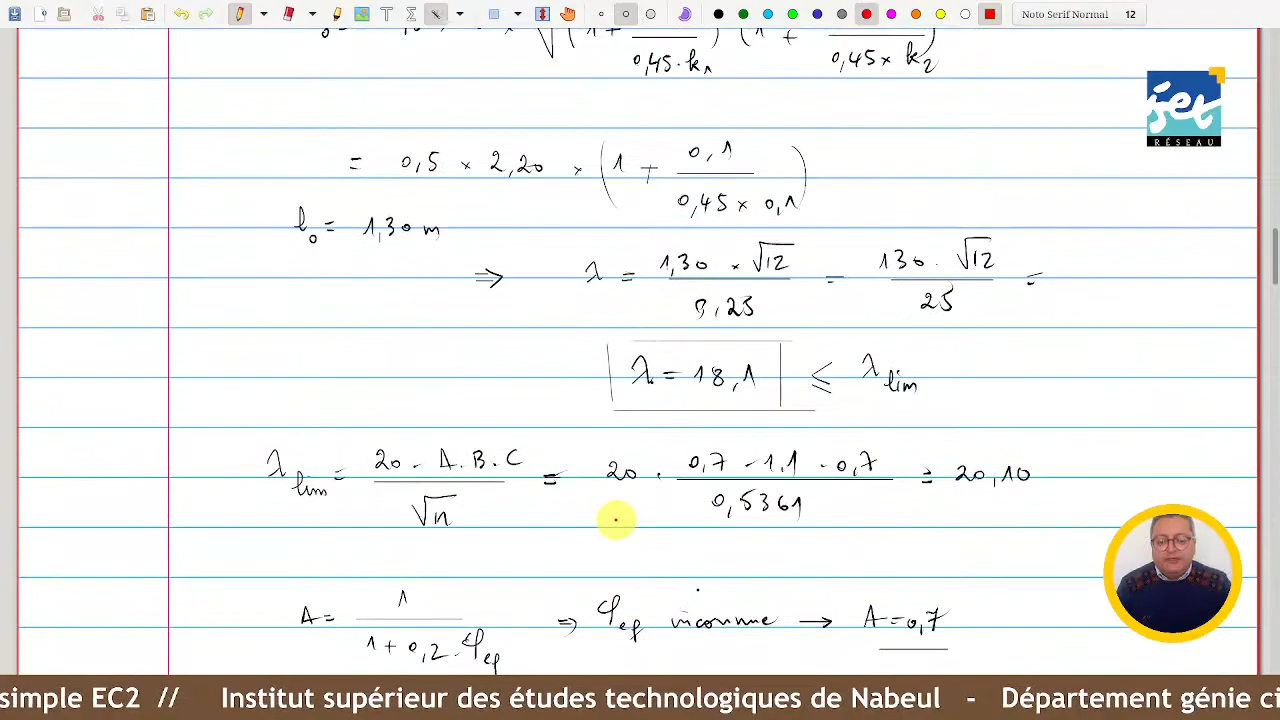 Noto Serif Normal 12
0,45·k1 0,45× k2
iset
RÉSEAU
= 0,5 × 2,20 × (1 + 0,1 / 0,45 × 0,1)
l0 = 1,30 m
⇒ λ = 1,30 × √12 / 0,25 = 130 · √12 / 25 =
λ = 18,1 ≤ λlim
λlim = 20 · A.B.C / √n = 20 · 0,7 · 1,1 · 0,7 / 0,5361 = 20,10
A = 1 / 1 + 0,2 · φef ⇒ φef inconnue → A = 0,7
simple EC2 // Institut supérieur des études technologiques de Nabeul - Département génie ci